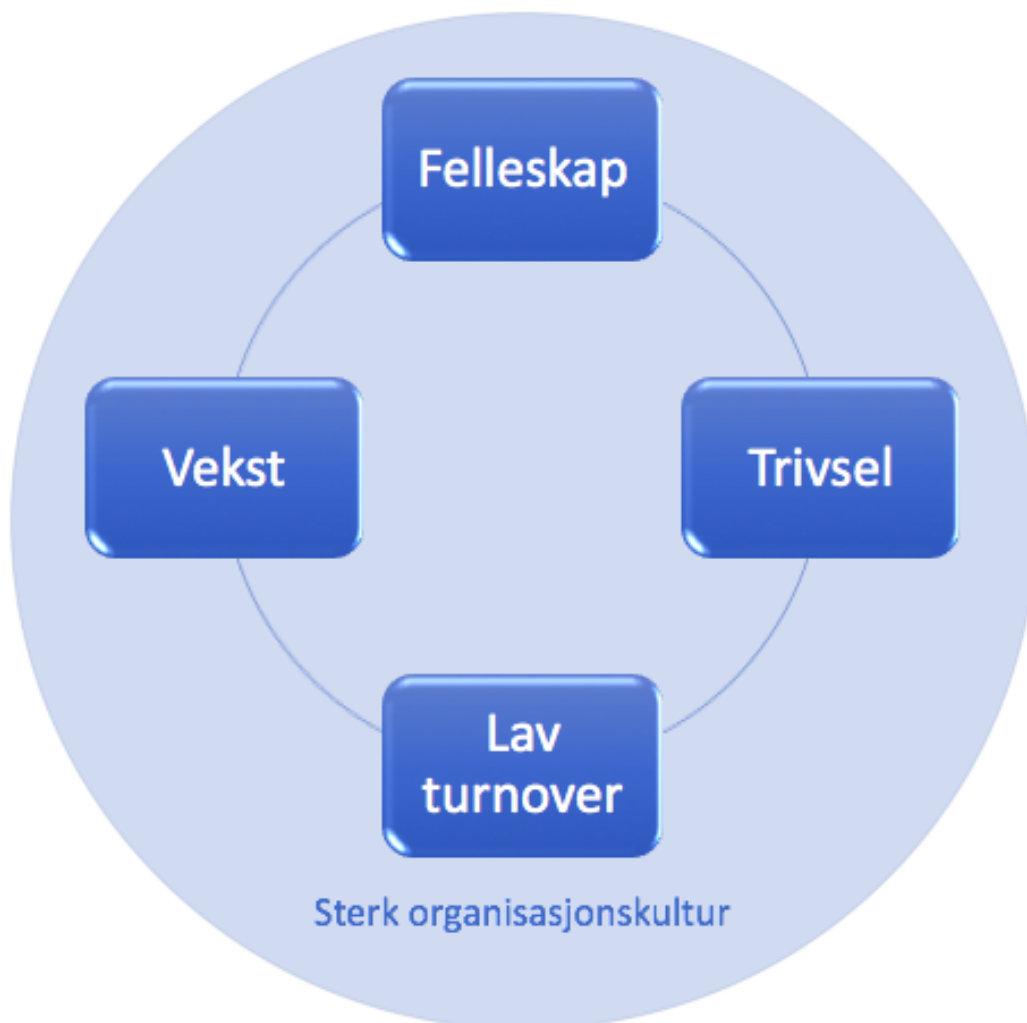 Felleskap
Vekst
Trivsel
Lav
turnover
Sterk organisasjonskultur